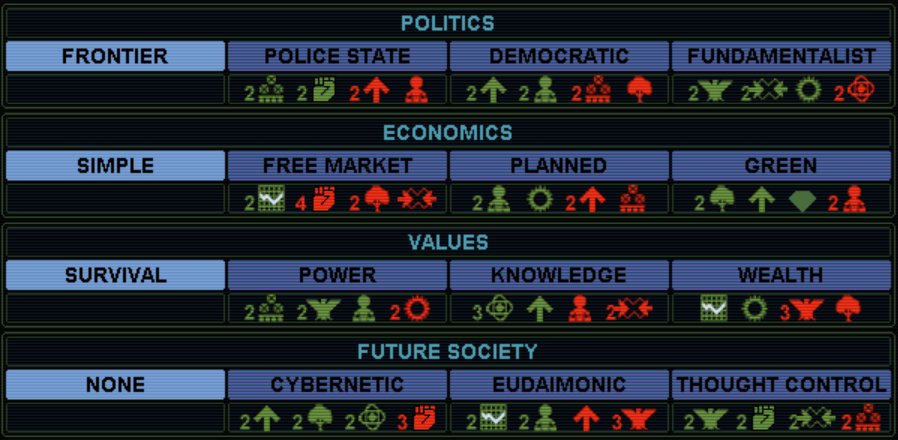 POLITICS
FRONTIER POLICE STATE DEMOCRATIC FUNDAMENTALIST
2 2 2 2 2 2 2 2 2
ECONOMICS
SIMPLE FREE MARKET PLANNED GREEN
2 4 2 2 2 2 2
VALUES
SURVIVAL POWER KNOWLEDGE WEALTH
2 2 2 3 2 3
FUTURE SOCIETY
NONE CYBERNETIC EUDAIMONIC THOUGHT CONTROL
2 2 2 3 2 2 3 2 2 2 2